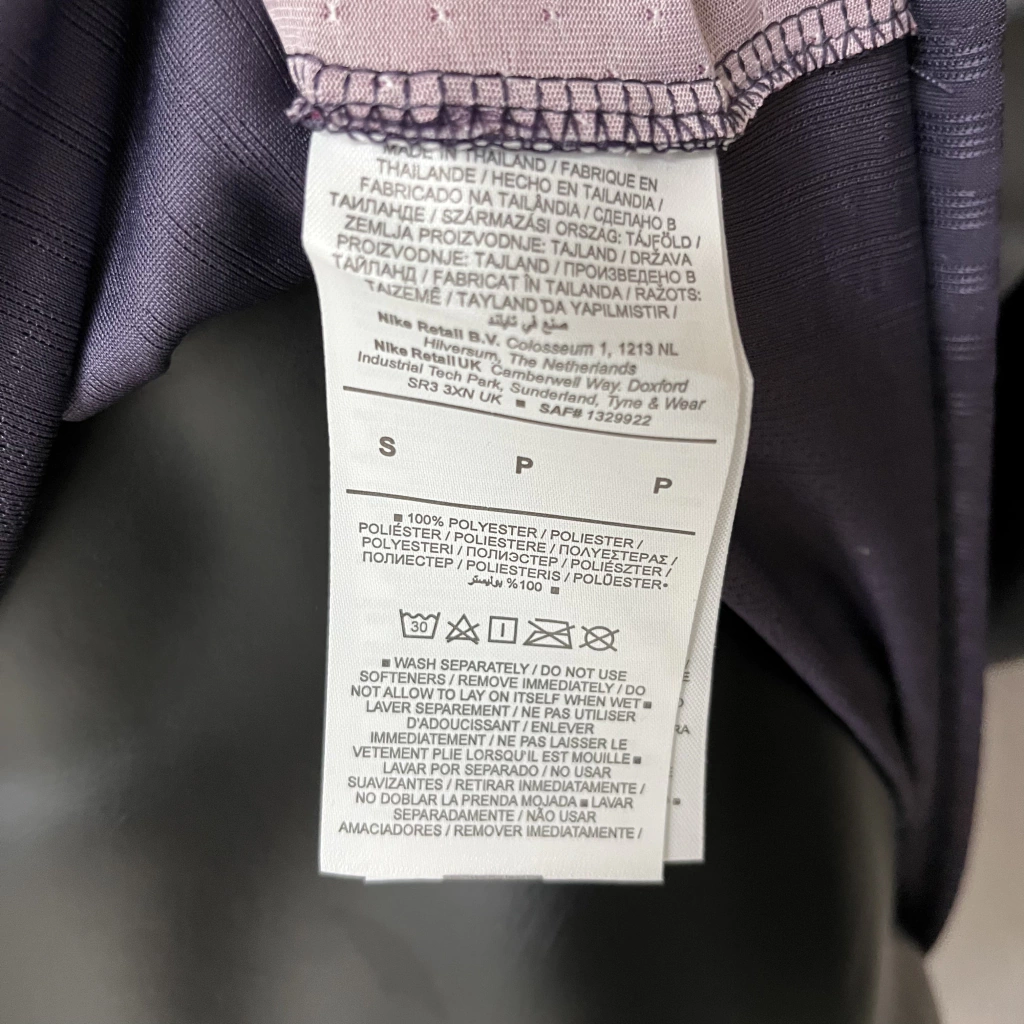 MADE IN THAILAND / FABRIQUE EN
THAILANDE / HECHO EN TAILANDIA /
FABRICADO NA TAILÂNDIA / СДЕЛАНО В
ТАИЛАНДЕ / SZÁRMAZÁSI ORSZÁG: TÁJFÖLD /
ZEMLJA PROIZVODNJE: TAJLAND / DRŽAVA
PROIZVODNJE: TAJLAND / ПРОИЗВЕДЕНО В
ТАЙЛАНД / FABRICAT ÎN TAILANDA / RAŽOTS:
TAIZEMĒ / TAYLAND'DA YAPILMISTIR /
صنع في تايلاند
Nike Retail B.V. Colosseum 1, 1213 NL
Hilversum, The Netherlands
Nike Retail UK Camberwell Way, Doxford
Industrial Tech Park, Sunderland, Tyne & Wear
SR3 3XN UK ■ SAF# 1329922
S P P
■ 100% POLYESTER / POLIESTER /
POLIÉSTER / POLIESTERE / ΠΟΛΥΕΣΤΕΡΑΣ /
POLYESTERI / ПОЛИЭСТЕР / POLIÉSZTER /
ПОЛИЕСТЕР / POLIESTERIS / POLÜESTER•
100% بوليستر ■
30
■ WASH SEPARATELY / DO NOT USE
SOFTENERS / REMOVE IMMEDIATELY / DO
NOT ALLOW TO LAY ON ITSELF WHEN WET ■
LAVER SEPAREMENT / NE PAS UTILISER
D'ADOUCISSANT / ENLEVER
IMMEDIATEMENT / NE PAS LAISSER LE
VETEMENT PLIE LORSQU'IL EST MOUILLE ■
LAVAR POR SEPARADO / NO USAR
SUAVIZANTES / RETIRAR INMEDIATAMENTE /
NO DOBLAR LA PRENDA MOJADA ■ LAVAR
SEPARADAMENTE / NÃO USAR
AMACIADORES / REMOVER IMEDIATAMENTE /